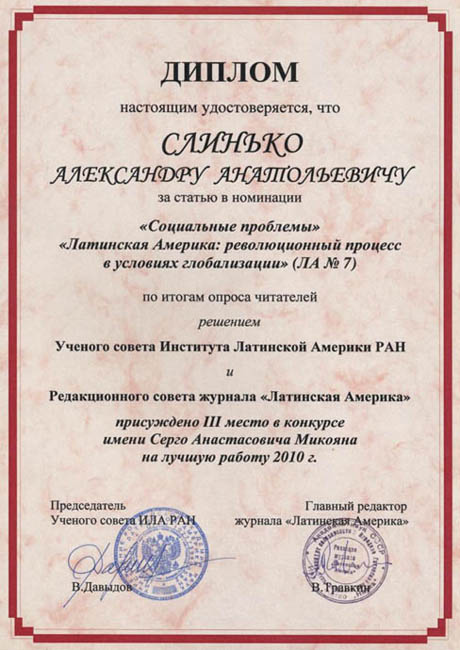 ДИПЛОМ
настоящим удостоверяется, что
СЛИНЬКО
АЛЕКСАНДРУ АНАТОЛЬЕВИЧУ
за статью в номинации
«Социальные проблемы»
«Латинская Америка: революционный процесс
в условиях глобализации» (ЛА № 7)
по итогам опроса читателей
решением
Ученого совета Института Латинской Америки РАН
и
Редакционного совета журнала «Латинская Америка»
присуждено III место в конкурсе
имени Серго Анастасовича Микояна
на лучшую работу 2010 г.
Председатель
Ученого совета ИЛА РАН
В.Давыдов
Главный редактор
журнала «Латинская Америка»
В.Травкин